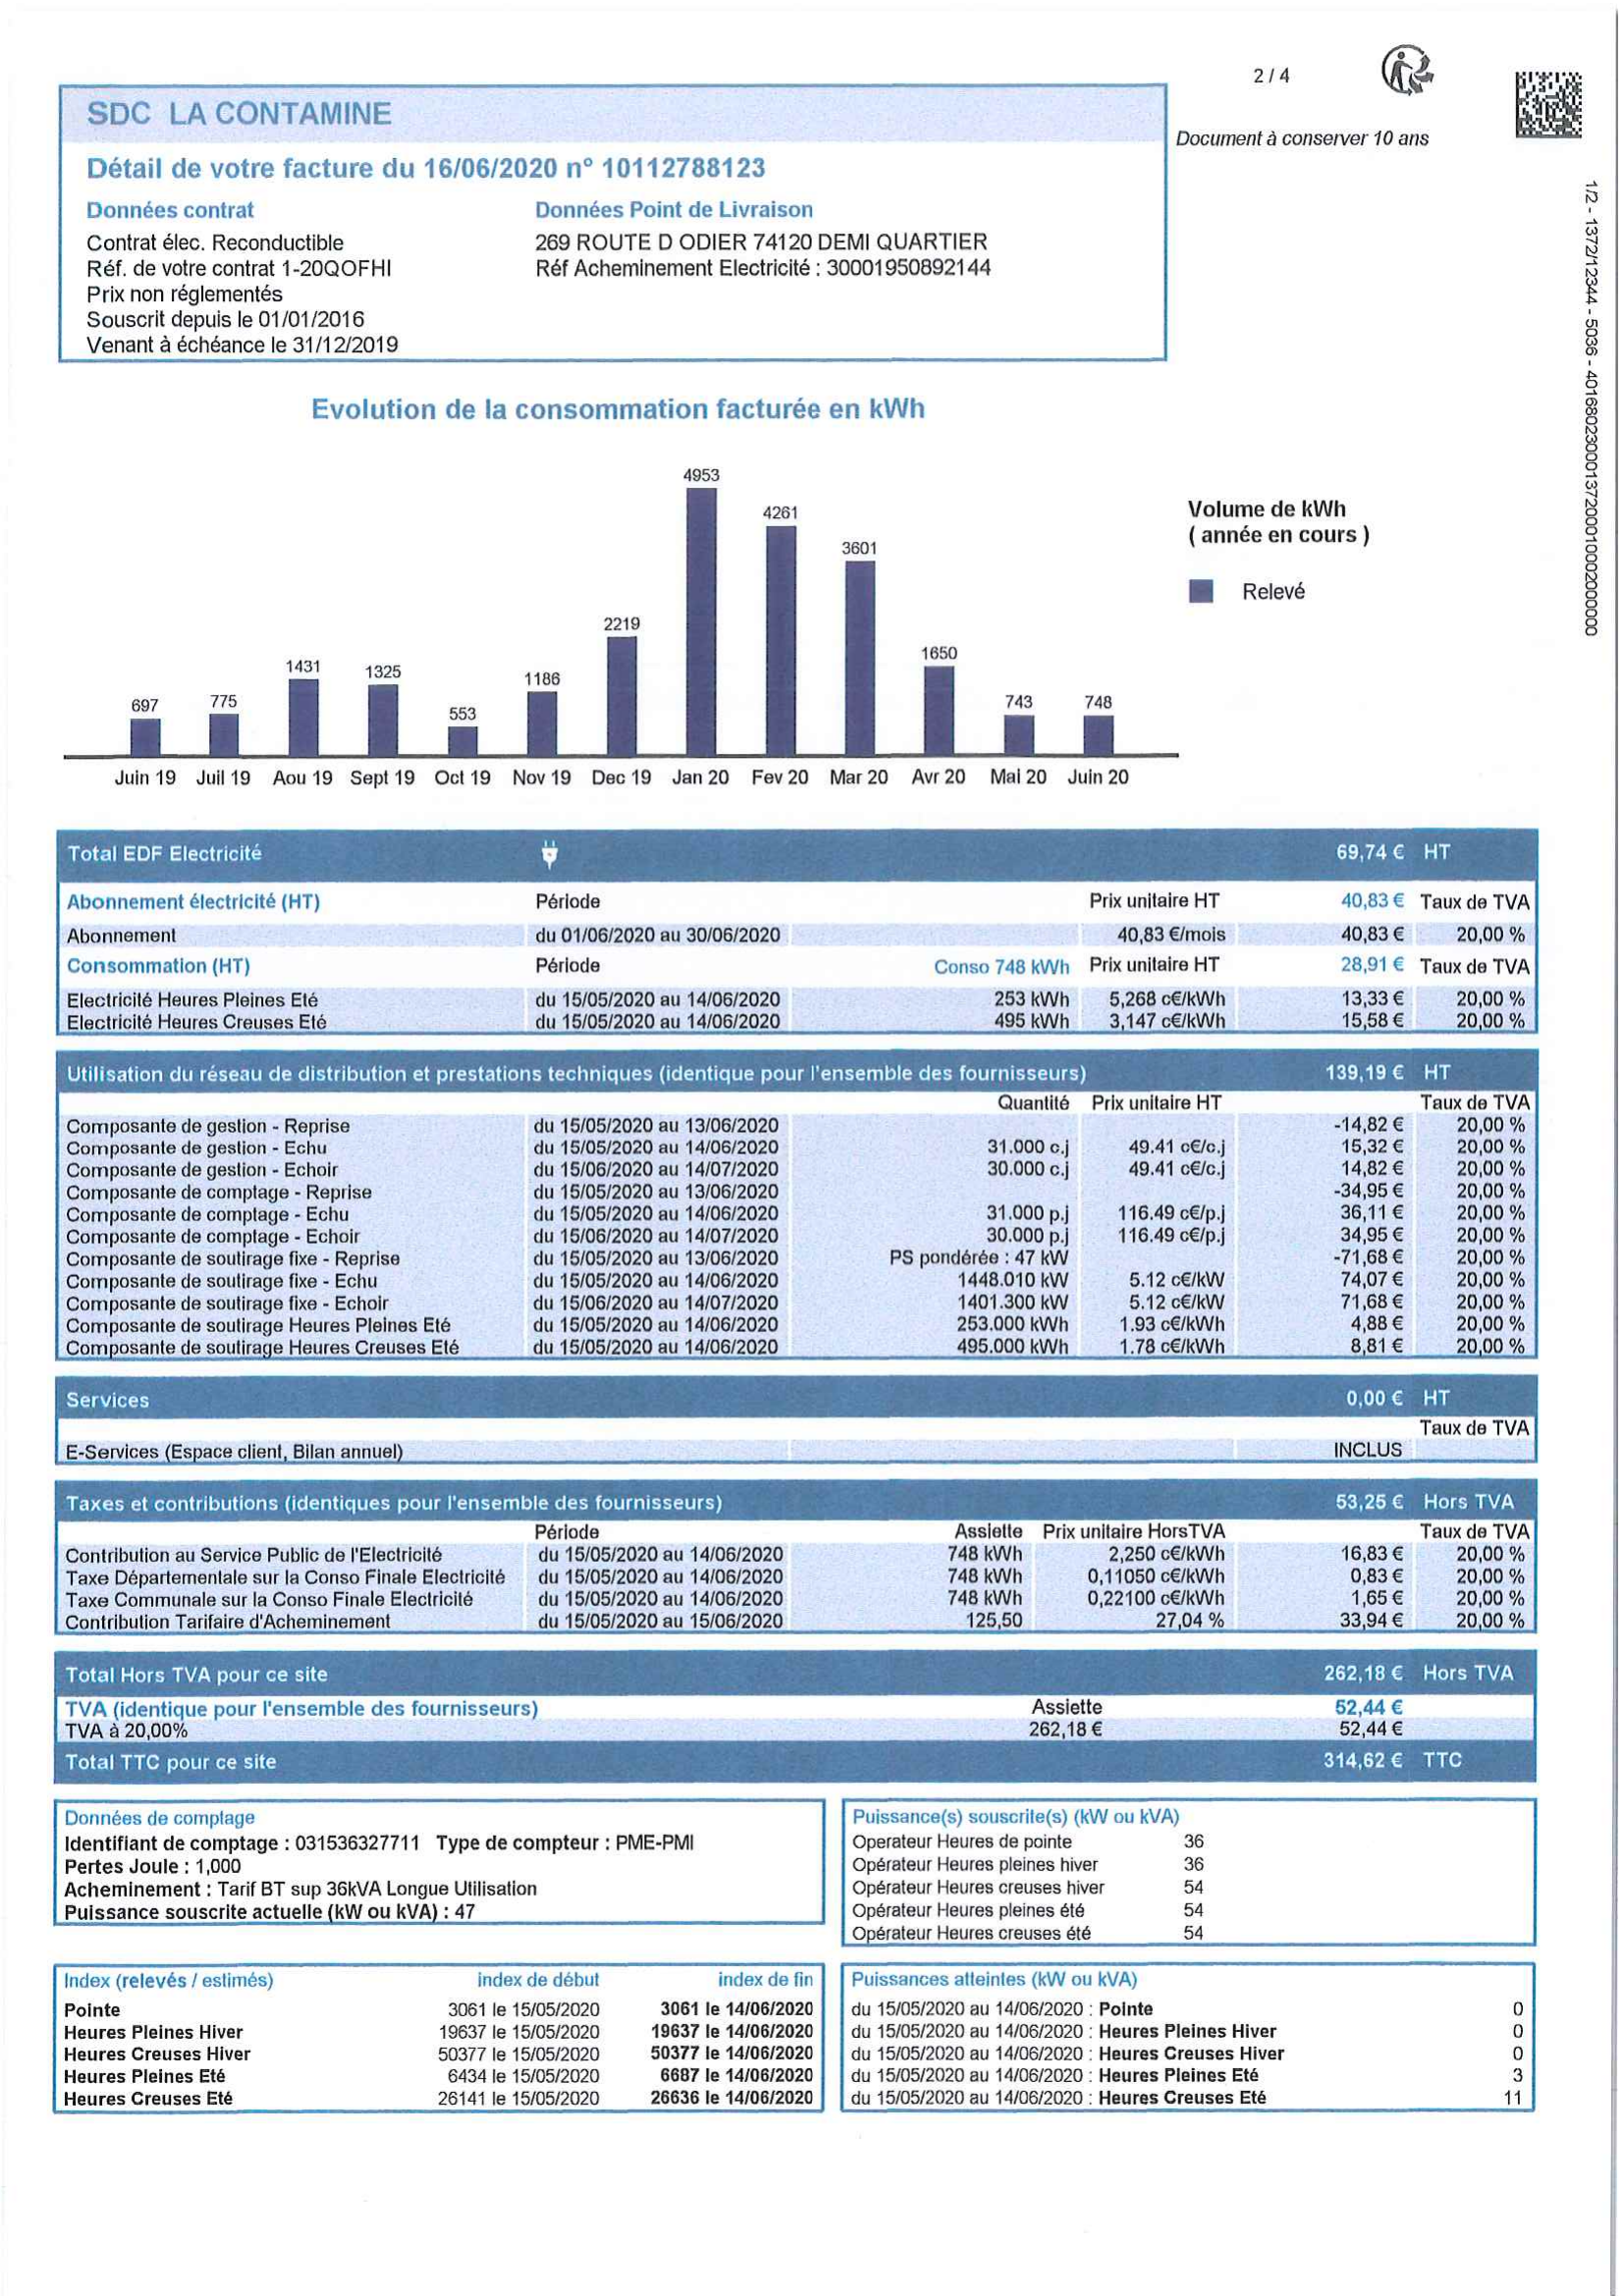 2 / 4
SDC LA CONTAMINE
Document à conserver 10 ans
Détail de votre facture du 16/06/2020 n° 10112788123
Données contrat
Contrat élec. Reconductible
Réf. de votre contrat 1-20QOFHI
Prix non réglementés
Souscrit depuis le 01/01/2016
Venant à échéance le 31/12/2019
Données Point de Livraison
269 ROUTE D ODIER 74120 DEMI QUARTIER
Réf Acheminement Electricité : 30001950892144
Evolution de la consommation facturée en kWh
697 775 1431 1325 553 1186 2219 4953 4261 3601 1650 743 748
Juin 19 Juil 19 Aou 19 Sept 19 Oct 19 Nov 19 Dec 19 Jan 20 Fev 20 Mar 20 Avr 20 Mai 20 Juin 20
Volume de kWh
( année en cours )
Relevé
Total EDF Electricité 69,74 € HT
Abonnement électricité (HT) Période Prix unitaire HT 40,83 € Taux de TVA
Abonnement du 01/06/2020 au 30/06/2020 40,83 €/mois 40,83 € 20,00 %
Consommation (HT) Période Conso 748 kWh Prix unitaire HT 28,91 € Taux de TVA
Electricité Heures Pleines Eté du 15/05/2020 au 14/06/2020 253 kWh 5,268 c€/kWh 13,33 € 20,00 %
Electricité Heures Creuses Eté du 15/05/2020 au 14/06/2020 495 kWh 3,147 c€/kWh 15,58 € 20,00 %
Utilisation du réseau de distribution et prestations techniques (identique pour l'ensemble des fournisseurs) 139,19 € HT
Quantité Prix unitaire HT Taux de TVA
Composante de gestion - Reprise du 15/05/2020 au 13/06/2020 -14,82 € 20,00 %
Composante de gestion - Echu du 15/05/2020 au 14/06/2020 31.000 c.j 49.41 c€/c.j 15,32 € 20,00 %
Composante de gestion - Echoir du 15/06/2020 au 14/07/2020 30.000 c.j 49.41 c€/c.j 14,82 € 20,00 %
Composante de comptage - Reprise du 15/05/2020 au 13/06/2020 -34,95 € 20,00 %
Composante de comptage - Echu du 15/05/2020 au 14/06/2020 31.000 p.j 116.49 c€/p.j 36,11 € 20,00 %
Composante de comptage - Echoir du 15/06/2020 au 14/07/2020 30.000 p.j 116.49 c€/p.j 34,95 € 20,00 %
Composante de soutirage fixe - Reprise du 15/05/2020 au 13/06/2020 PS pondérée : 47 kW -71,68 € 20,00 %
Composante de soutirage fixe - Echu du 15/05/2020 au 14/06/2020 1448.010 kW 5.12 c€/kW 74,07 € 20,00 %
Composante de soutirage fixe - Echoir du 15/06/2020 au 14/07/2020 1401.300 kW 5.12 c€/kW 71,68 € 20,00 %
Composante de soutirage Heures Pleines Eté du 15/05/2020 au 14/06/2020 253.000 kWh 1.93 c€/kWh 4,88 € 20,00 %
Composante de soutirage Heures Creuses Eté du 15/05/2020 au 14/06/2020 495.000 kWh 1.78 c€/kWh 8,81 € 20,00 %
Services 0,00 € HT
Taux de TVA
E-Services (Espace client, Bilan annuel) INCLUS
Taxes et contributions (identiques pour l'ensemble des fournisseurs) 53,25 € Hors TVA
Période Assiette Prix unitaire HorsTVA Taux de TVA
Contribution au Service Public de l'Electricité du 15/05/2020 au 14/06/2020 748 kWh 2,250 c€/kWh 16,83 € 20,00 %
Taxe Départementale sur la Conso Finale Electricité du 15/05/2020 au 14/06/2020 748 kWh 0,11050 c€/kWh 0,83 € 20,00 %
Taxe Communale sur la Conso Finale Electricité du 15/05/2020 au 14/06/2020 748 kWh 0,22100 c€/kWh 1,65 € 20,00 %
Contribution Tarifaire d'Acheminement du 15/05/2020 au 15/06/2020 125,50 27,04 % 33,94 € 20,00 %
Total Hors TVA pour ce site 262,18 € Hors TVA
TVA (identique pour l'ensemble des fournisseurs) Assiette 52,44 €
TVA à 20,00% 262,18 € 52,44 €
Total TTC pour ce site 314,62 € TTC
Données de comptage
Identifiant de comptage : 031536327711 Type de compteur : PME-PMI
Pertes Joule : 1,000
Acheminement : Tarif BT sup 36kVA Longue Utilisation
Puissance souscrite actuelle (kW ou kVA) : 47
Puissance(s) souscrite(s) (kW ou kVA)
Operateur Heures de pointe 36
Opérateur Heures pleines hiver 36
Opérateur Heures creuses hiver 54
Opérateur Heures pleines été 54
Opérateur Heures creuses été 54
Index (relevés / estimés) index de début index de fin
Pointe 3061 le 15/05/2020 3061 le 14/06/2020
Heures Pleines Hiver 19637 le 15/05/2020 19637 le 14/06/2020
Heures Creuses Hiver 50377 le 15/05/2020 50377 le 14/06/2020
Heures Pleines Eté 6434 le 15/05/2020 6687 le 14/06/2020
Heures Creuses Eté 26141 le 15/05/2020 26636 le 14/06/2020
Puissances atteintes (kW ou kVA)
du 15/05/2020 au 14/06/2020 : Pointe 0
du 15/05/2020 au 14/06/2020 : Heures Pleines Hiver 0
du 15/05/2020 au 14/06/2020 : Heures Creuses Hiver 0
du 15/05/2020 au 14/06/2020 : Heures Pleines Eté 3
du 15/05/2020 au 14/06/2020 : Heures Creuses Eté 11